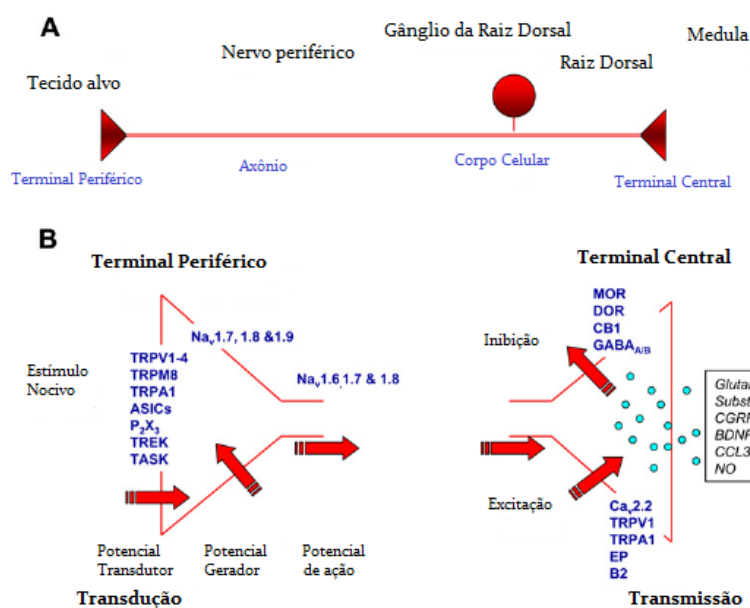 A
Gânglio da Raiz Dorsal
Medula
Nervo periférico
Raiz Dorsal
Tecido alvo
Terminal Periférico
Axônio
Corpo Celular
Terminal Central
B
Terminal Periférico
Terminal Central
Estímulo
Nocivo
TRPV1-4
TRPM8
TRPA1
ASICs
P2X3
TREK
TASK
Nav1.7, 1.8 &1.9
Nav1.6 1.7 & 1.8
Potencial
Transdutor
Potencial
Gerador
Potencial
de ação
Transdução
Inibição
MOR
DOR
CB1
GABAA/B
Excitação
Cav2.2
TRPV1
TRPA1
EP
B2
CCL3
NO
Transmissão